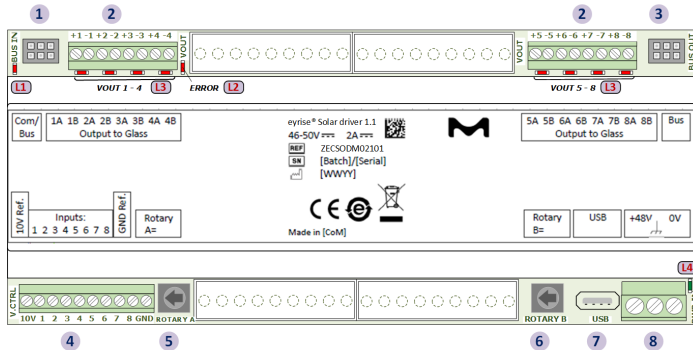 1 2 2 3
BUS IN +1 -1 +2 -2 +3 -3 +4 -4 VOUT VOUT +5 -5 +6 -6 +7 -7 +8 -8 BUS OUT
L1 VOUT 1 - 4 L3 ERROR L2 VOUT 5 - 8 L3
Com/ Bus
1A 1B 2A 2B 3A 3B 4A 4B
Output to Glass
eyrise® Solar driver 1.1
46-50V 2A
REF ZECSODM02101
SN [Batch]/[Serial]
[WWYY]
CE e
Made in [CoM]
M
5A 5B 6A 6B 7A 7B 8A 8B
Output to Glass
Bus
10V Ref.
Inputs:
1 2 3 4 5 6 7 8
GND Ref.
Rotary
A=
Rotary
B=
USB
+48V 0V
L4
V.CTRL
10V 1 2 3 4 5 6 7 8 GND ROTARY A ROTARY B USB
4 5 6 7 8